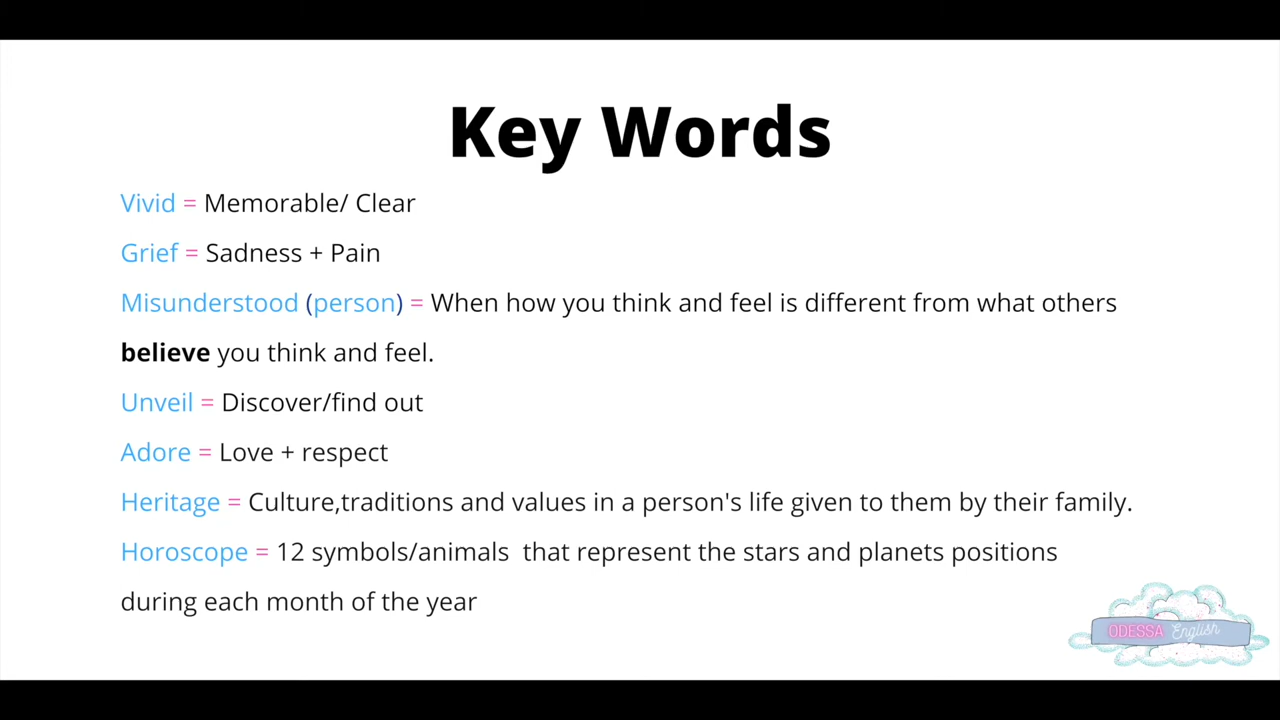 Key Words
Vivid = Memorable/ Clear
Grief = Sadness + Pain
Misunderstood (person) = When how you think and feel is different from what others
believe you think and feel.
Unveil = Discover/find out
Adore = Love + respect
Heritage = Culture,traditions and values in a person's life given to them by their family.
Horoscope = 12 symbols/animals  that represent the stars and planets positions
during each month of the year
ODESSA English